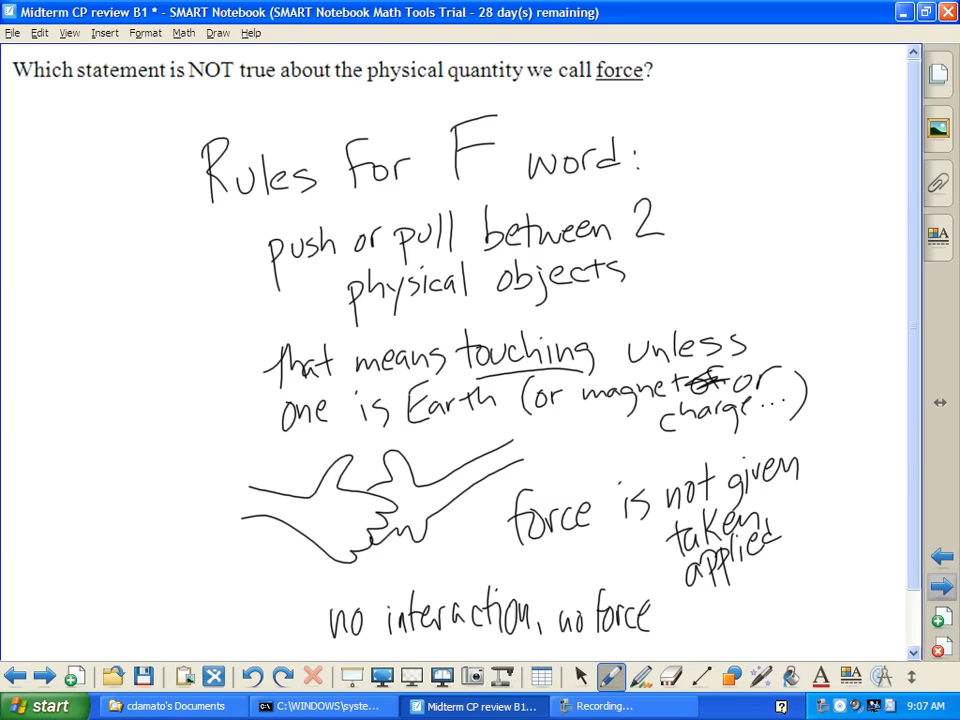 Midterm CP review B1 * - SMART Notebook (SMART Notebook Math Tools Trial - 28 day(s) remaining)
File Edit View Insert Format Math Draw Help
Which statement is NOT true about the physical quantity we call force?
Rules for F word:
push or pull between 2
physical objects
that means touching unless
one is Earth (or magnet or
charge...)
force is not given
taken,
applied
no interaction, no force
start
cdamato's Documents
C:\WINDOWS\syste...
Midterm CP review B1...
Recording...
?
9:07 AM